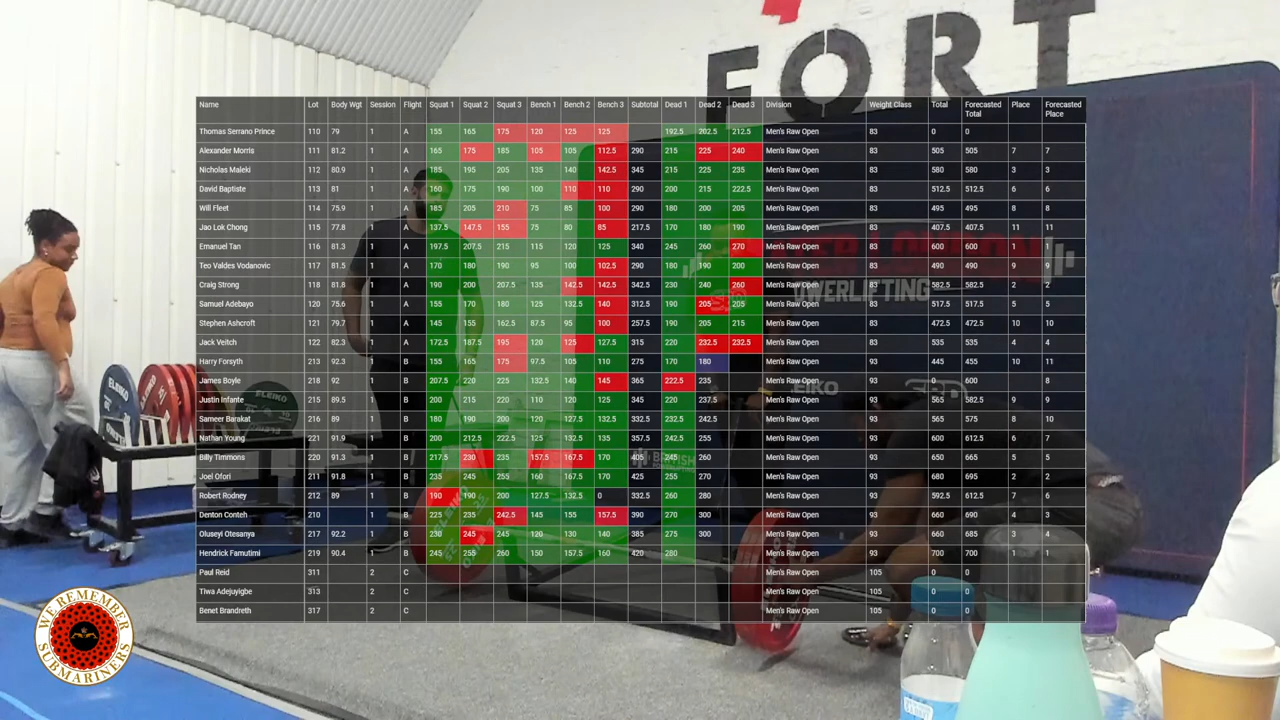 FORT
Name Lot Body Wgt Session Flight Squat 1 Squat 2 Squat 3 Bench 1 Bench 2 Bench 3 Subtotal Dead 1 Dead 2 Dead 3 Division Weight Class Total Forecasted Total Place Forecasted Place
Thomas Serrano Prince 110 79 1 A 155 165 175 120 125 125 192.5 202.5 212.5 Men's Raw Open 83 0 0
Alexander Morris 111 81.2 1 A 165 175 185 105 105 112.5 290 215 225 240 Men's Raw Open 83 505 505 7 7
Nicholas Maleki 112 80.9 1 A 185 195 205 135 140 142.5 345 215 225 235 Men's Raw Open 83 580 580 3 3
David Baptiste 113 81 1 A 160 175 190 100 110 110 290 200 215 222.5 Men's Raw Open 83 512.5 512.5 6 6
Will Fleet 114 75.9 1 A 185 205 210 75 85 100 290 180 200 205 Men's Raw Open 83 495 495 8 8
Jao Lok Chong 115 77.8 1 A 137.5 147.5 155 75 80 85 217.5 170 180 190 Men's Raw Open 83 407.5 407.5 11 11
Emanuel Tan 116 81.3 1 A 197.5 207.5 215 115 120 125 340 245 260 270 Men's Raw Open 83 600 600 1 1
Teo Valdes Vodanovic 117 81.5 1 A 170 180 190 95 100 102.5 290 180 190 200 Men's Raw Open 83 490 490 9 9
Craig Strong 118 81.8 1 A 190 200 207.5 135 142.5 142.5 342.5 230 240 260 Men's Raw Open 83 582.5 582.5 2 2
Samuel Adebayo 120 75.6 1 A 155 170 180 125 132.5 140 312.5 190 205 205 Men's Raw Open 83 517.5 517.5 5 5
Stephen Ashcroft 121 79.7 1 A 145 155 162.5 87.5 95 100 257.5 190 205 215 Men's Raw Open 83 472.5 472.5 10 10
Jack Veitch 122 82.3 1 A 172.5 187.5 195 120 125 127.5 315 220 232.5 232.5 Men's Raw Open 83 535 535 4 4
Harry Forsyth 213 92.3 1 B 155 165 175 97.5 105 110 275 170 180 Men's Raw Open 93 445 455 10 11
James Boyle 218 92 1 B 207.5 220 225 132.5 140 145 365 222.5 235 Men's Raw Open 93 0 600 8
Justin Infante 215 89.5 1 B 200 215 220 110 120 125 345 220 237.5 Men's Raw Open 93 565 582.5 9 9
Sameer Barakat 216 89 1 B 180 190 200 120 127.5 132.5 332.5 232.5 242.5 Men's Raw Open 93 565 575 8 10
Nathan Young 221 91.9 1 B 200 212.5 222.5 125 132.5 135 357.5 242.5 255 Men's Raw Open 93 600 612.5 6 7
Billy Timmons 220 91.3 1 B 217.5 230 235 157.5 167.5 170 405 245 260 Men's Raw Open 93 650 665 5 5
Joel Ofori 211 91.8 1 B 235 245 255 160 167.5 170 425 255 270 Men's Raw Open 93 680 695 2 2
Robert Rodney 212 89 1 B 190 190 200 127.5 132.5 0 332.5 260 280 Men's Raw Open 93 592.5 612.5 7 6
Denton Conteh 210 1 B 225 235 242.5 145 155 157.5 390 270 300 Men's Raw Open 93 660 690 4 3
Oluseyi Otesanya 217 92.2 1 B 230 245 245 120 130 140 385 275 300 Men's Raw Open 93 660 685 3 4
Hendrick Famutimi 219 90.4 1 B 245 255 260 150 157.5 160 420 280 Men's Raw Open 93 700 700 1 1
Paul Reid 311 2 C Men's Raw Open 105 0 0
Tiwa Adejuyigbe 313 2 C Men's Raw Open 105 0 0
Benet Brandreth 317 2 C Men's Raw Open 105 0 0
ELEIKO
ELEIKO
WE REMEMBER
SUBMARINERS